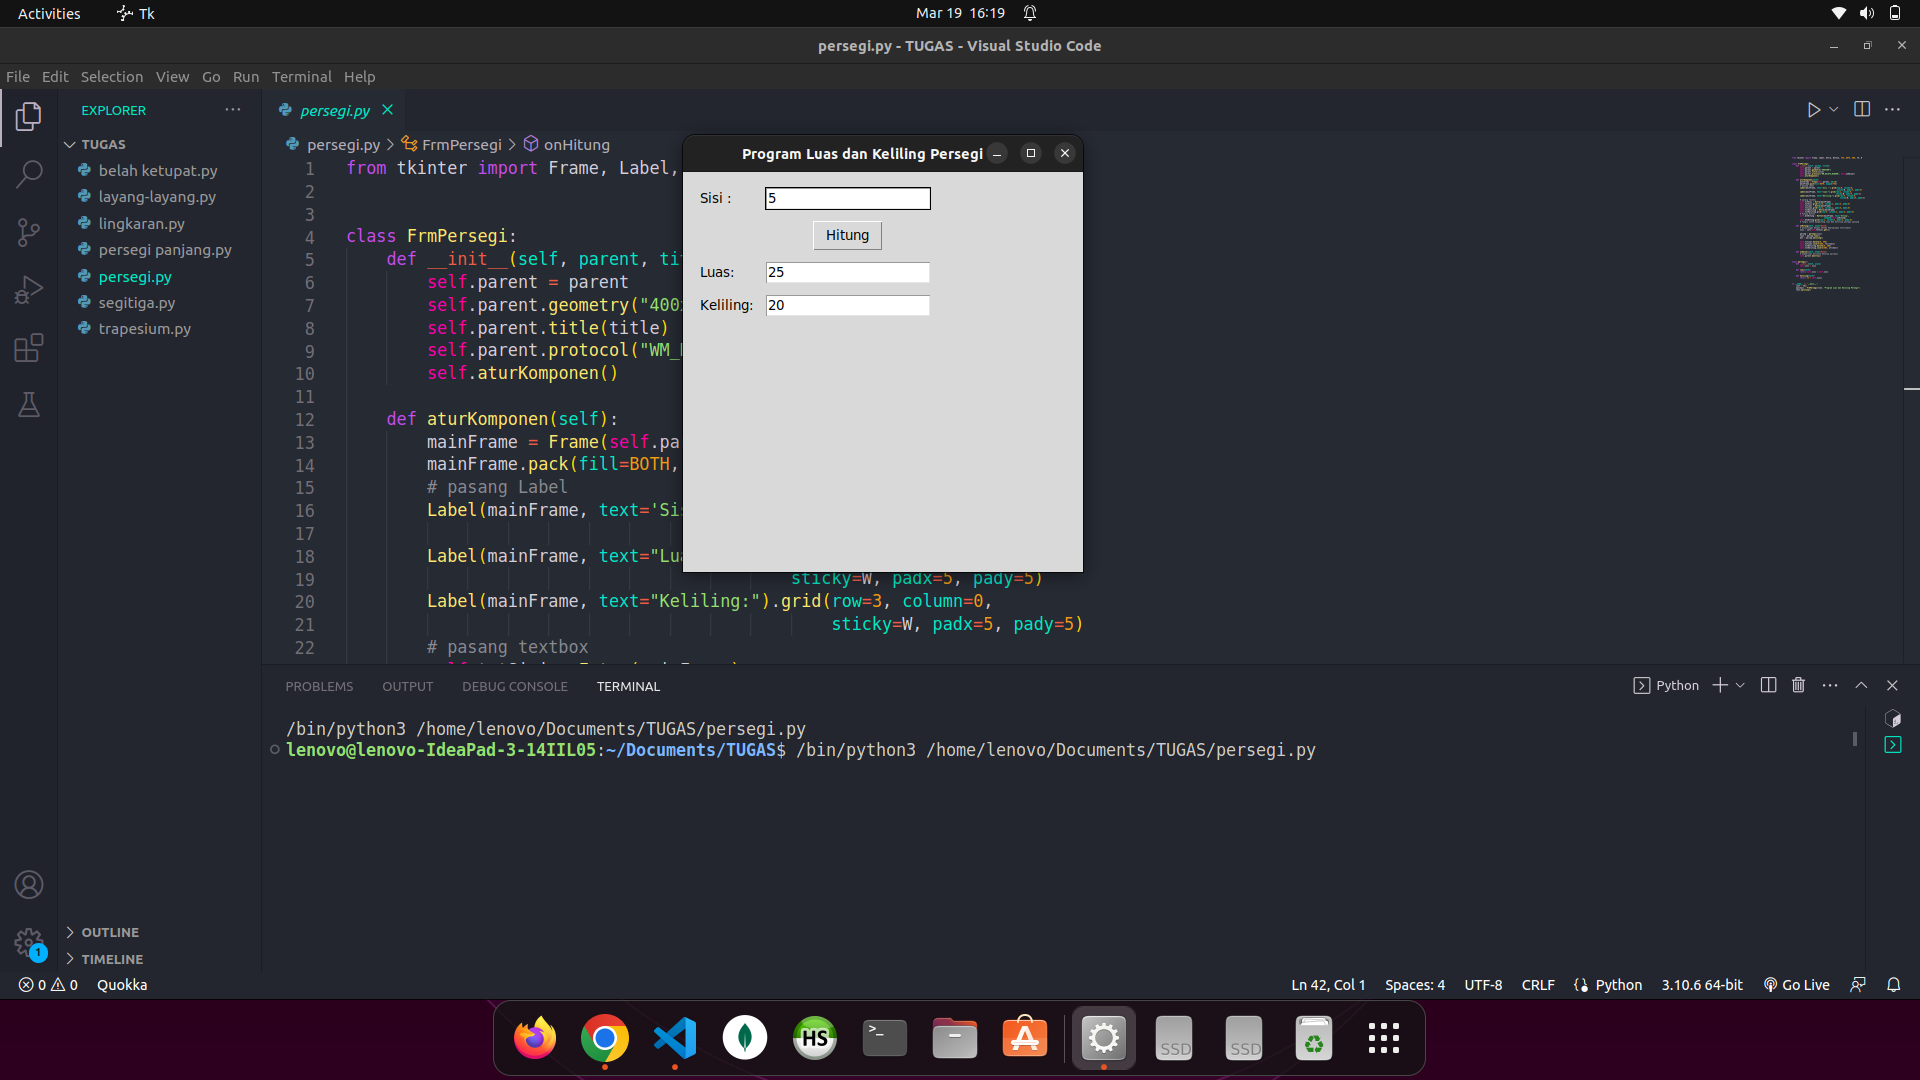 Activities
Tk
Mar 19 16:19
persegi.py - TUGAS - Visual Studio Code
File Edit Selection View Go Run Terminal Help
EXPLORER
TUGAS
belah ketupat.py
layang-layang.py
lingkaran.py
persegi panjang.py
persegi.py
segitiga.py
trapesium.py
OUTLINE
TIMELINE
persegi.py
persegi.py > FrmPersegi > onHitung
1 from tkinter import Frame, Label,
2
3
4 class FrmPersegi:
5 def __init__(self, parent, ti
6 self.parent = parent
7 self.parent.geometry("400
8 self.parent.title(title)
9 self.parent.protocol("WM_
10 self.aturKomponen()
11
12 def aturKomponen(self):
13 mainFrame = Frame(self.pa
14 mainFrame.pack(fill=BOTH,
15 # pasang Label
16 Label(mainFrame, text='Sis
17
18 Label(mainFrame, text="Lua
19 sticky=W, padx=5, pady=5)
20 Label(mainFrame, text="Keliling:").grid(row=3, column=0,
21 sticky=W, padx=5, pady=5)
22 # pasang textbox
Program Luas dan Keliling Persegi
Sisi : 5
Hitung
Luas: 25
Keliling: 20
PROBLEMS OUTPUT DEBUG CONSOLE TERMINAL
Python
/bin/python3 /home/lenovo/Documents/TUGAS/persegi.py
lenovo@lenovo-IdeaPad-3-14IIL05:~/Documents/TUGAS$ /bin/python3 /home/lenovo/Documents/TUGAS/persegi.py
1
0 0 Quokka
Ln 42, Col 1 Spaces: 4 UTF-8 CRLF Python 3.10.6 64-bit Go Live
HS
>_
SSD
SSD